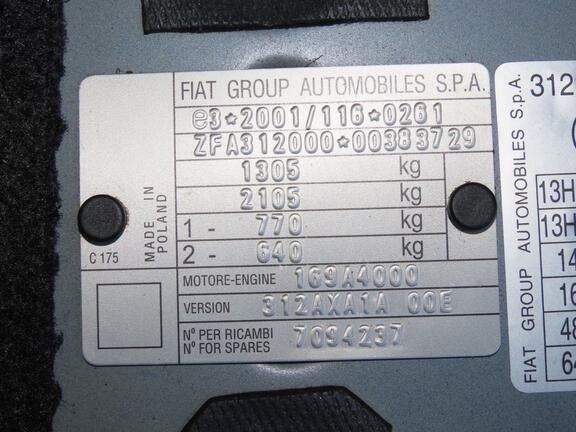 FIAT GROUP AUTOMOBILES S.p.A.
e3*2001/116*0261
ZFA312000*00383729
1305 kg
2105 kg
1 - 770 kg
2 - 640 kg
MADE IN
POLAND
C 175
MOTORE-ENGINE 169A4000
VERSION 312AXA1A 00E
N° PER RICAMBI
N° FOR SPARES 7094237
FIAT GROUP AUTOMOBILES S.p.A.
312
13H
13H
14
16
48
64